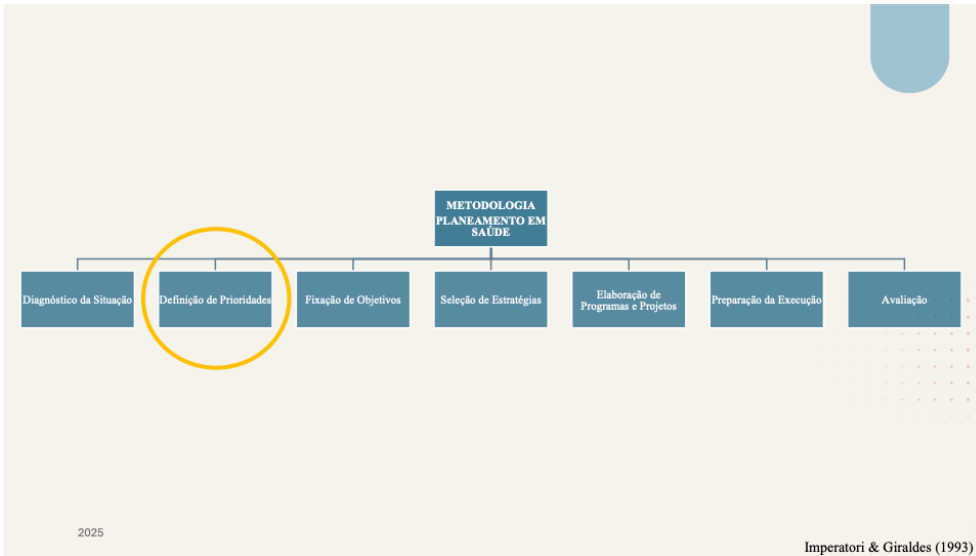 METODOLOGIA
PLANEAMENTO EM
SAÚDE
Diagnóstico da Situação
Definição de Prioridades
Fixação de Objetivos
Seleção de Estratégias
Elaboração de
Programas e Projetos
Preparação da Execução
Avaliação
2025
Imperatori & Giraldes (1993)